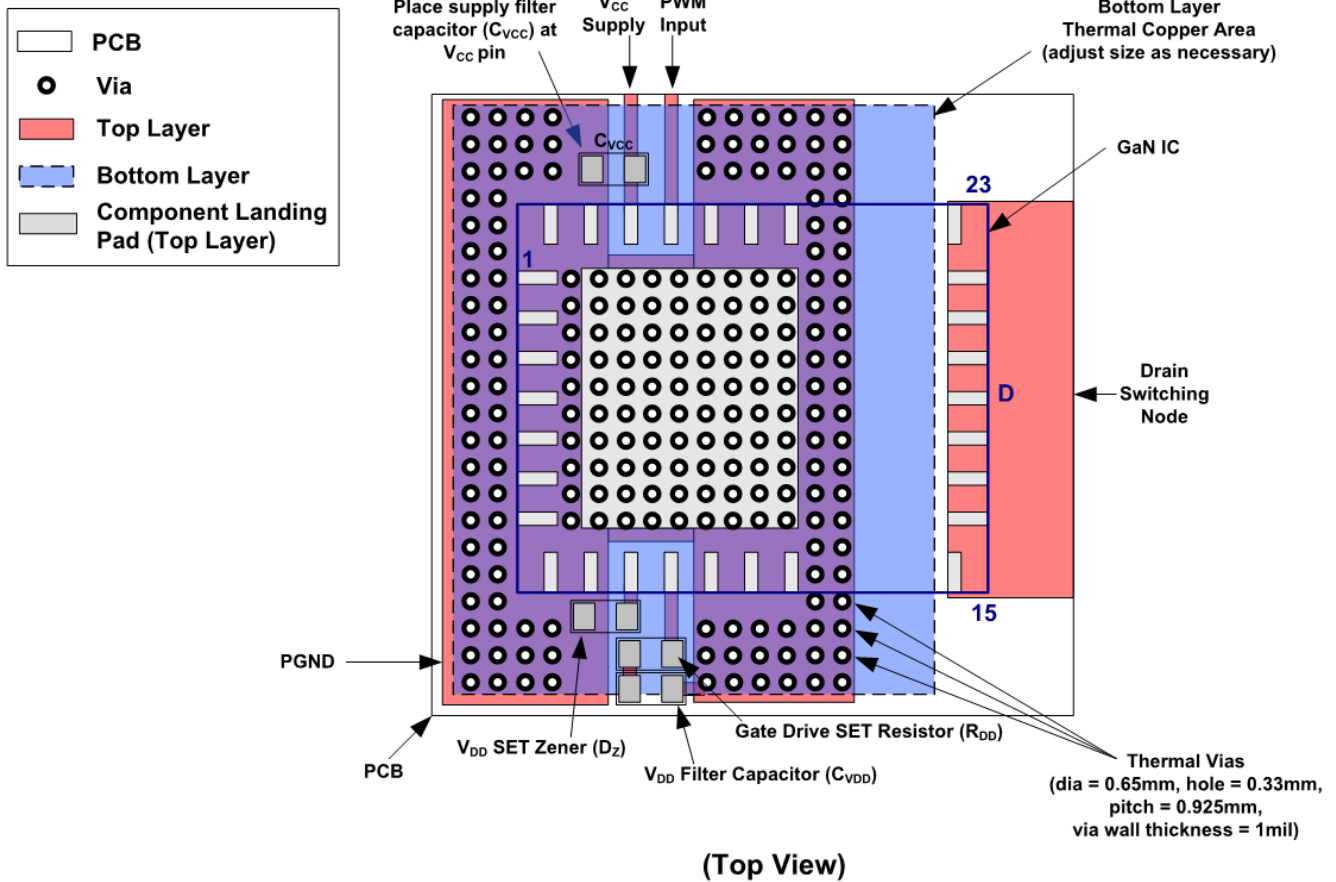 PCB
Via
Top Layer
Bottom Layer
Component Landing
Pad (Top Layer)
Place supply filter
capacitor (CVCC) at
VCC pin
VCC
Supply
PWM
Input
Bottom Layer
Thermal Copper Area
(adjust size as necessary)
CVCC
GaN IC
23
1
D
Drain
Switching
Node
15
PGND
PCB
VDD SET Zener (DZ)
Gate Drive SET Resistor (RDD)
VDD Filter Capacitor (CVDD)
Thermal Vias
(dia = 0.65mm, hole = 0.33mm,
pitch = 0.925mm,
via wall thickness = 1mil)
(Top View)